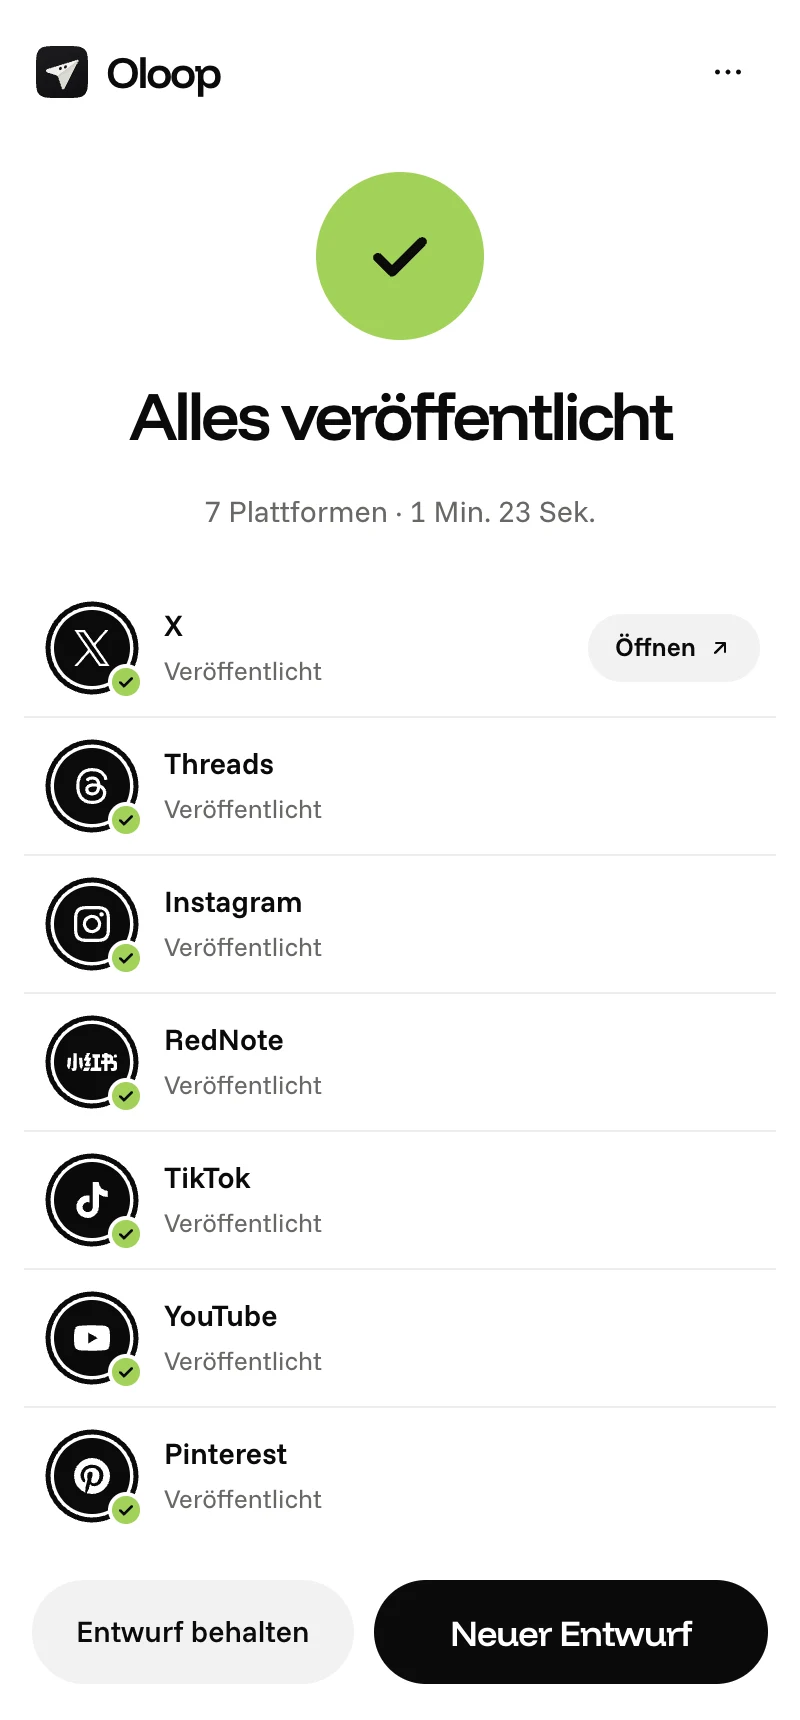 Oloop
Alles veröffentlicht
7 Plattformen · 1 Min. 23 Sek.
X
Veröffentlicht
Öffnen
Threads
Veröffentlicht
Instagram
Veröffentlicht
小红书
RedNote
Veröffentlicht
TikTok
Veröffentlicht
YouTube
Veröffentlicht
Pinterest
Veröffentlicht
Entwurf behalten
Neuer Entwurf